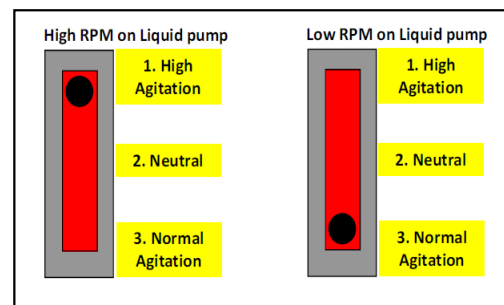 High RPM on Liquid pump
1. High
Agitation
2. Neutral
3. Normal
Agitation
Low RPM on Liquid pump
1. High
Agitation
2. Neutral
3. Normal
Agitation